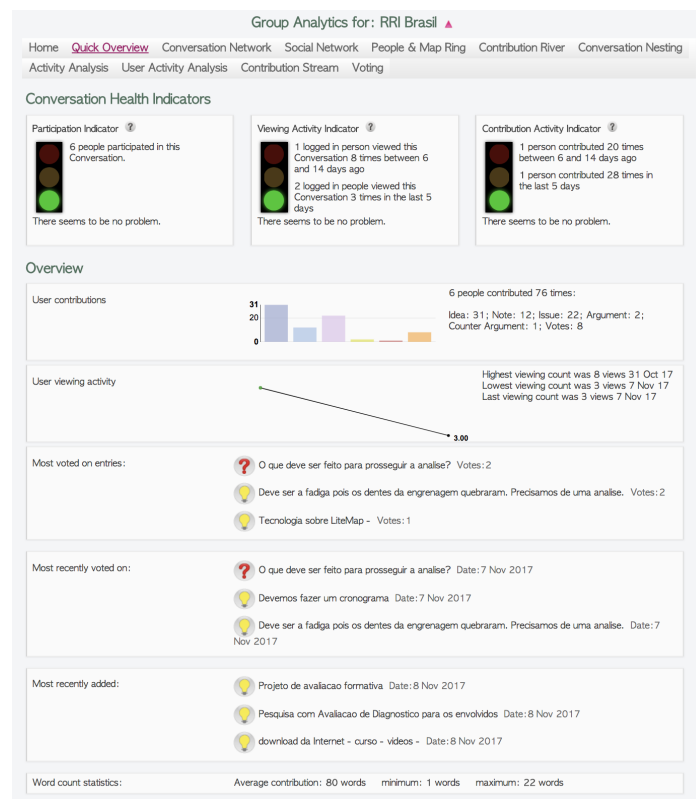 Group Analytics for: RRI Brasil
Home Quick Overview Conversation Network Social Network People & Map Ring Contribution River Conversation Nesting
Activity Analysis User Activity Analysis Contribution Stream Voting
Conversation Health Indicators
Participation Indicator ?
6 people participated in this
Conversation.
There seems to be no problem.
Viewing Activity Indicator ?
1 logged in person viewed this
Conversation 8 times between 6
and 14 days ago
2 logged in people viewed this
Conversation 3 times in the last 5
days
There seems to be no problem.
Contribution Activity Indicator ?
1 person contributed 20 times
between 6 and 14 days ago
1 person contributed 28 times in
the last 5 days
There seems to be no problem.
Overview
User contributions
31
20
0
6 people contributed 76 times:
Idea: 31; Note: 12; Issue: 22; Argument: 2;
Counter Argument: 1; Votes: 8
User viewing activity
3.00
Highest viewing count was 8 views 31 Oct 17
Lowest viewing count was 3 views 7 Nov 17
Last viewing count was 3 views 7 Nov 17
Most voted on entries:
? O que deve ser feito para prosseguir a analise? Votes:2
Deve ser a fadiga pois os dentes da engrenagem quebraram. Precisamos de uma analise. Votes:2
Tecnologia sobre LiteMap - Votes:1
Most recently voted on:
? O que deve ser feito para prosseguir a analise? Date:7 Nov 2017
Devemos fazer um cronograma Date:7 Nov 2017
Deve ser a fadiga pois os dentes da engrenagem quebraram. Precisamos de uma analise. Date:7
Nov 2017
Most recently added:
Projeto de avaliacao formativa Date:8 Nov 2017
Pesquisa com Avaliacao de Diagnostico para os envolvidos Date:8 Nov 2017
download da Internet - curso - videos - Date:8 Nov 2017
Word count statistics:
Average contribution: 80 words minimum: 1 words maximum: 22 words